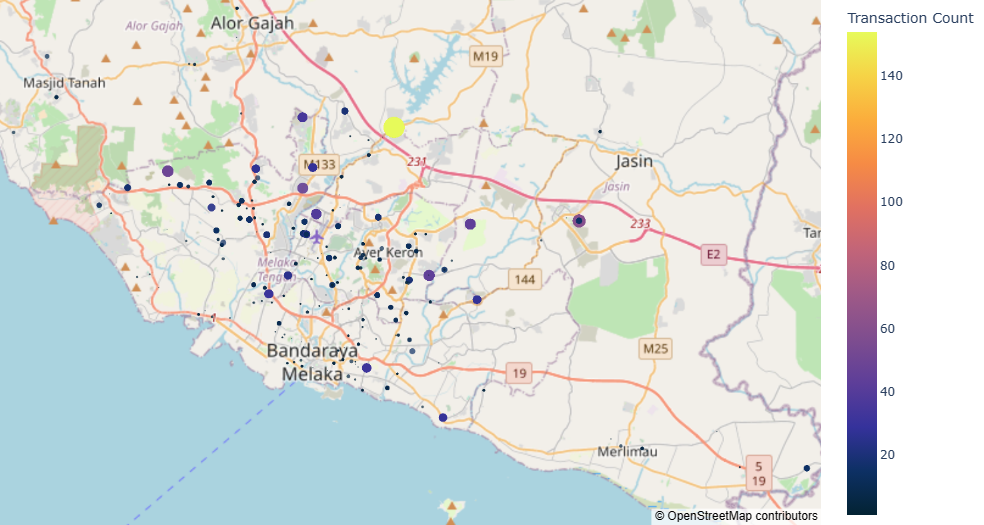 Alor Gajah
Alor Gajah
Transaction Count
M19
Masjid Tanah
140
120
M133
231
Jasin
Jasin
100
233
Tan
Ayer Keroh
E2
Melaka
Tengah
80
144
60
Bandaraya
Melaka
M25
19
40
Merlimau
20
5
19
© OpenStreetMap contributors